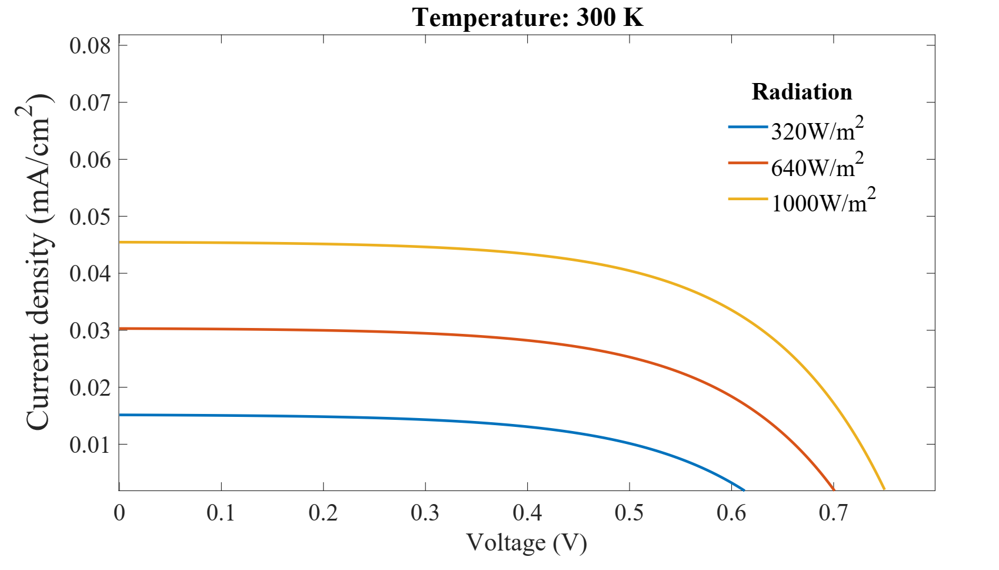 Temperature: 300 K
0.08
0.07
0.06
0.05
0.04
0.03
0.02
0.01
Current density (mA/cm²)
Radiation
320W/m²
640W/m²
1000W/m²
0 0.1 0.2 0.3 0.4 0.5 0.6 0.7
Voltage (V)